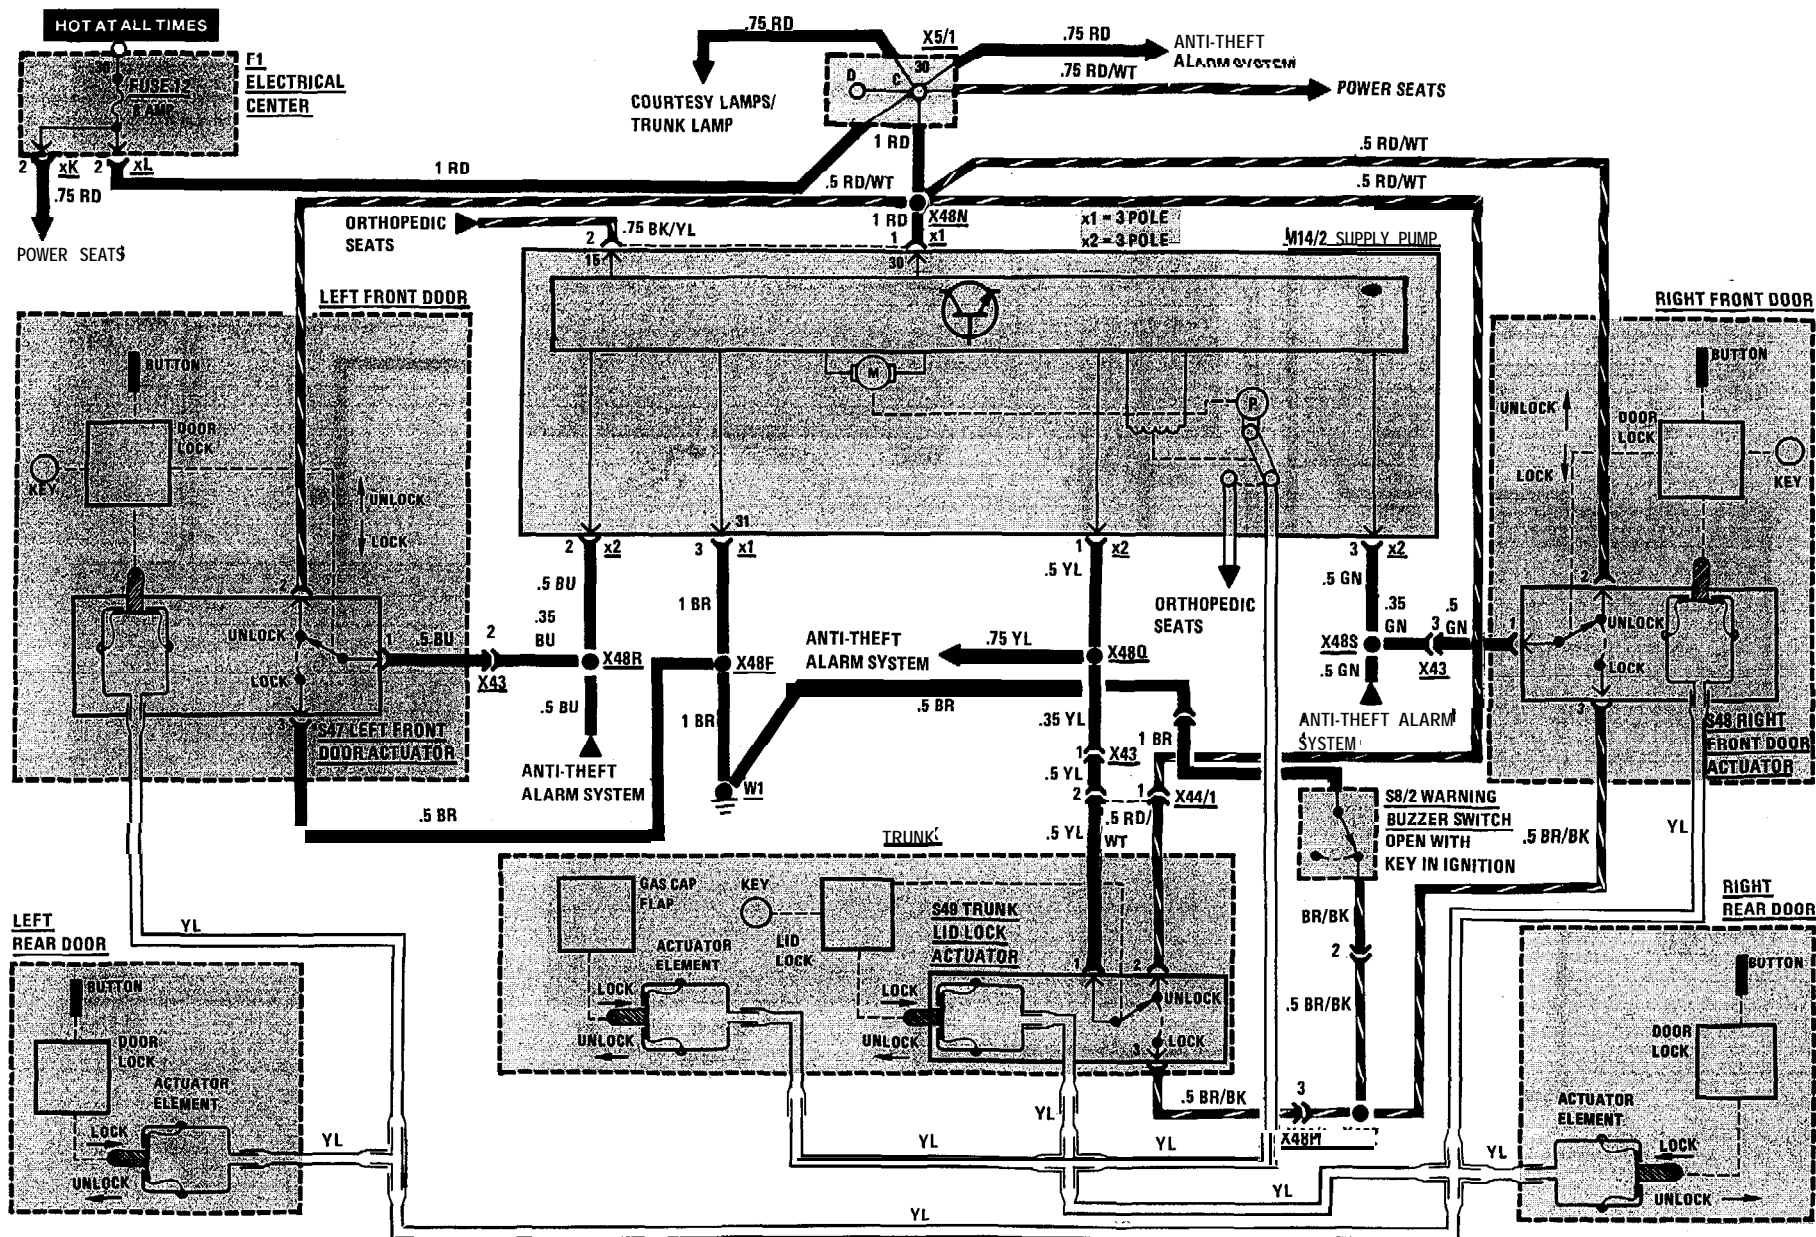 HOT AT ALL TIMES
30
FUSE 12
8 AMP
F1
ELECTRICAL
CENTER
2
xK
2
xL
.75 RD
POWER SEATS
1 RD
.75 RD
COURTESY LAMPS/
TRUNK LAMP
X5/1
30
D
C
.75 RD
ANTI-THEFT
ALARM SYSTEM
.75 RD/WT
POWER SEATS
1 RD
.5 RD/WT
.5 RD/WT
.5 RD/WT
ORTHOPEDIC
SEATS
.75 BK/YL
1 RD
X48N
2
1
x1
x1 = 3 POLE
x2 = 3 POLE
M14/2 SUPPLY PUMP
15
30
M
P
31
2
x2
3
x1
1
x2
3
x2
LEFT FRONT DOOR
BUTTON
DOOR
LOCK
KEY
UNLOCK
LOCK
2
UNLOCK
LOCK
1
S47 LEFT FRONT
DOOR ACTUATOR
.5 BU
2
X43
.35
BU
.5 BU
X48R
.5 BU
ANTI-THEFT
ALARM SYSTEM
1 BR
X48F
1 BR
W1
.5 BR
.5 YL
ANTI-THEFT
ALARM SYSTEM
.75 YL
X48Q
.5 BR
.35 YL
1
X43
.5 YL
2
1 BR
1
X44/1
.5 YL
.5 RD/
WT
ORTHOPEDIC
SEATS
.5 GN
.35
GN
X48S
.5 GN
3
.5
GN
X43
ANTI-THEFT ALARM
SYSTEM
RIGHT FRONT DOOR
BUTTON
UNLOCK
DOOR
LOCK
LOCK
KEY
2
1
UNLOCK
LOCK
3
S48 RIGHT
FRONT DOOR
ACTUATOR
S8/2 WARNING
BUZZER SWITCH
OPEN WITH
KEY IN IGNITION
.5 BR/BK
YL
BR/BK
2
.5 BR/BK
TRUNK
GAS CAP
FLAP
KEY
LID
LOCK
S49 TRUNK
LID LOCK
ACTUATOR
ACTUATOR
ELEMENT
LOCK
UNLOCK
LOCK
UNLOCK
1
2
UNLOCK
LOCK
3
.5 BR/BK
3
YL
YL
YL
YL
YL
LEFT
REAR DOOR
YL
BUTTON
DOOR
LOCK
ACTUATOR
ELEMENT
LOCK
UNLOCK
YL
RIGHT
REAR DOOR
BUTTON
DOOR
LOCK
ACTUATOR
ELEMENT
LOCK
UNLOCK
YL